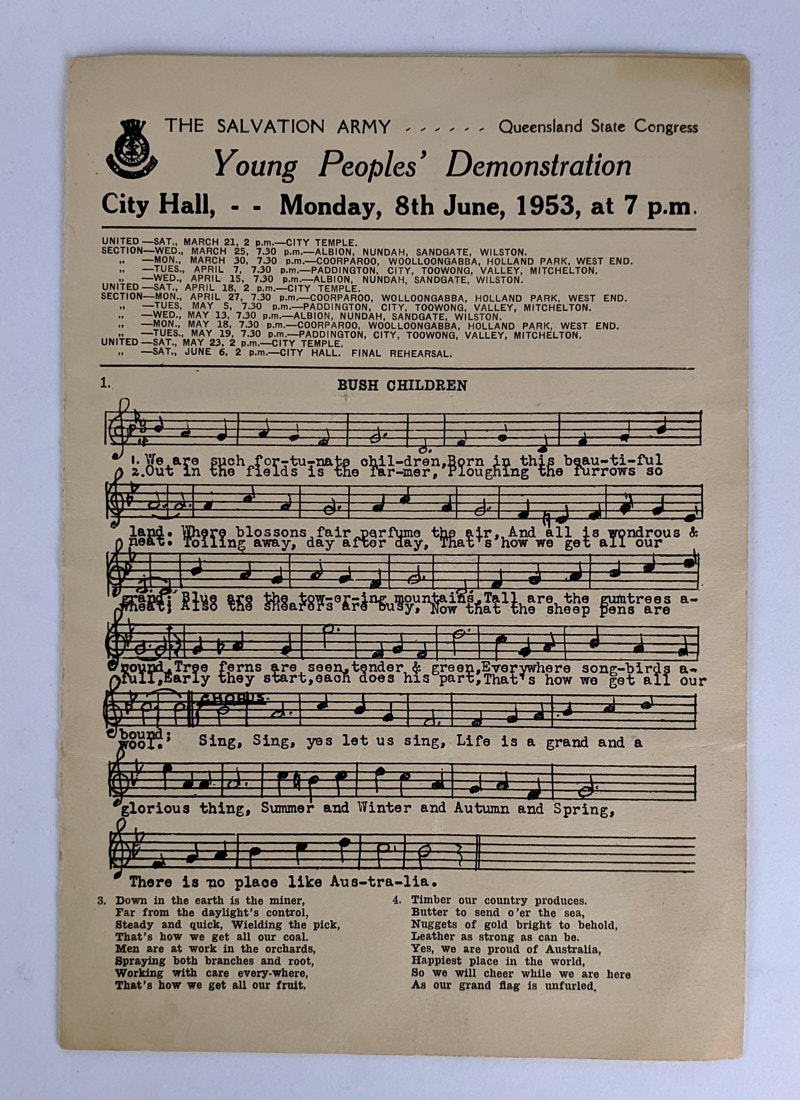 THE SALVATION ARMY - - - - - - Queensland State Congress
Young Peoples' Demonstration
City Hall, - - Monday, 8th June, 1953, at 7 p.m.
UNITED—SAT., MARCH 21, 2 p.m.—CITY TEMPLE.
SECTION—WED., MARCH 25, 7.30 p.m.—ALBION, NUNDAH, SANDGATE, WILSTON.
„ —MON., MARCH 30, 7.30 p.m.—COORPAROO, WOOLLOONGABBA, HOLLAND PARK, WEST END.
„ —TUES., APRIL 7, 7.30 p.m.—PADDINGTON, CITY, TOOWONG, VALLEY, MITCHELTON.
„ —WED., APRIL 15, 7.30 p.m.—ALBION, NUNDAH, SANDGATE, WILSTON.
UNITED—SAT., APRIL 18, 2 p.m.—CITY TEMPLE.
SECTION—MON., APRIL 27, 7.30 p.m.—COORPAROO, WOLLOONGABBA, HOLLAND PARK, WEST END.
„ —TUES, MAY 5, 7.30 p.m.—PADDINGTON, CITY, TOOWONG, VALLEY, MITCHELTON.
„ —WED., MAY 13, 7.30 p.m.—ALBION, NUNDAH, SANDGATE, WILSTON.
„ —MON., MAY 18, 7.30 p.m.—COORPAROO, WOOLLOONGABBA, HOLLAND PARK, WEST END.
„ —TUES., MAY 19, 7.30 p.m.—PADDINGTON, CITY, TOOWONG, VALLEY, MITCHELTON.
UNITED—SAT., MAY 23, 2 p.m.—CITY TEMPLE.
„ —SAT., JUNE 6, 2 p.m.—CITY HALL. FINAL REHEARSAL.
1. BUSH CHILDREN
1. We are such for-tu-nate chil-dren, Born in this beau-ti-ful
2. Out in the fields is the far-mer, Ploughing the furrows so
land: Where blossons fair perfume the air, And all is wondrous &
neat: Toiling away, day after day, That's how we get all our
grand; Blue are the tow-er-ing mountains, Tall are the gumtrees a-
wheat; Also the shearors are busy, Now that the sheep pens are
round, Tree ferns are seen, tender & green, Everywhere song-birds a-
full, Early they start, each does his part, That's how we get all our
CHORUS.
bound; Sing, Sing, yes let us sing, Life is a grand and a
wool.
glorious thing, Summer and Winter and Autumn and Spring,
There is no place like Aus-tra-lia.
3. Down in the earth is the miner,
Far from the daylight's control,
Steady and quick, Wielding the pick,
That's how we get all our coal.
Men are at work in the orchards,
Spraying both branches and root,
Working with care every-where,
That's how we get all our fruit.
4. Timber our country produces.
Butter to send o'er the sea,
Nuggets of gold bright to behold,
Leather as strong as can be.
Yes, we are proud of Australia,
Happiest place in the world,
So we will cheer while we are here
As our grand flag is unfurled.